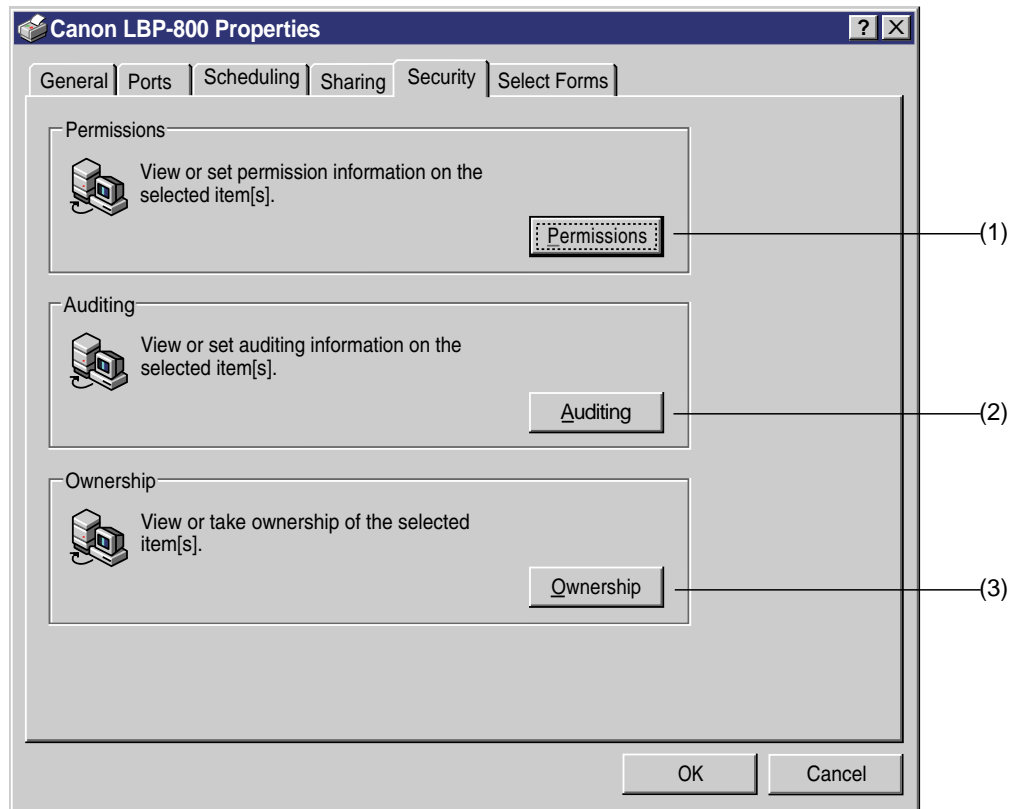 Canon LBP-800 Properties
?
General Ports Scheduling Sharing Security Select Forms
Permissions
View or set permission information on the
selected item[s].
Permissions
(1)
Auditing
View or set auditing information on the
selected item[s].
Auditing
(2)
Ownership
View or take ownership of the selected
item[s].
Ownership
(3)
OK Cancel